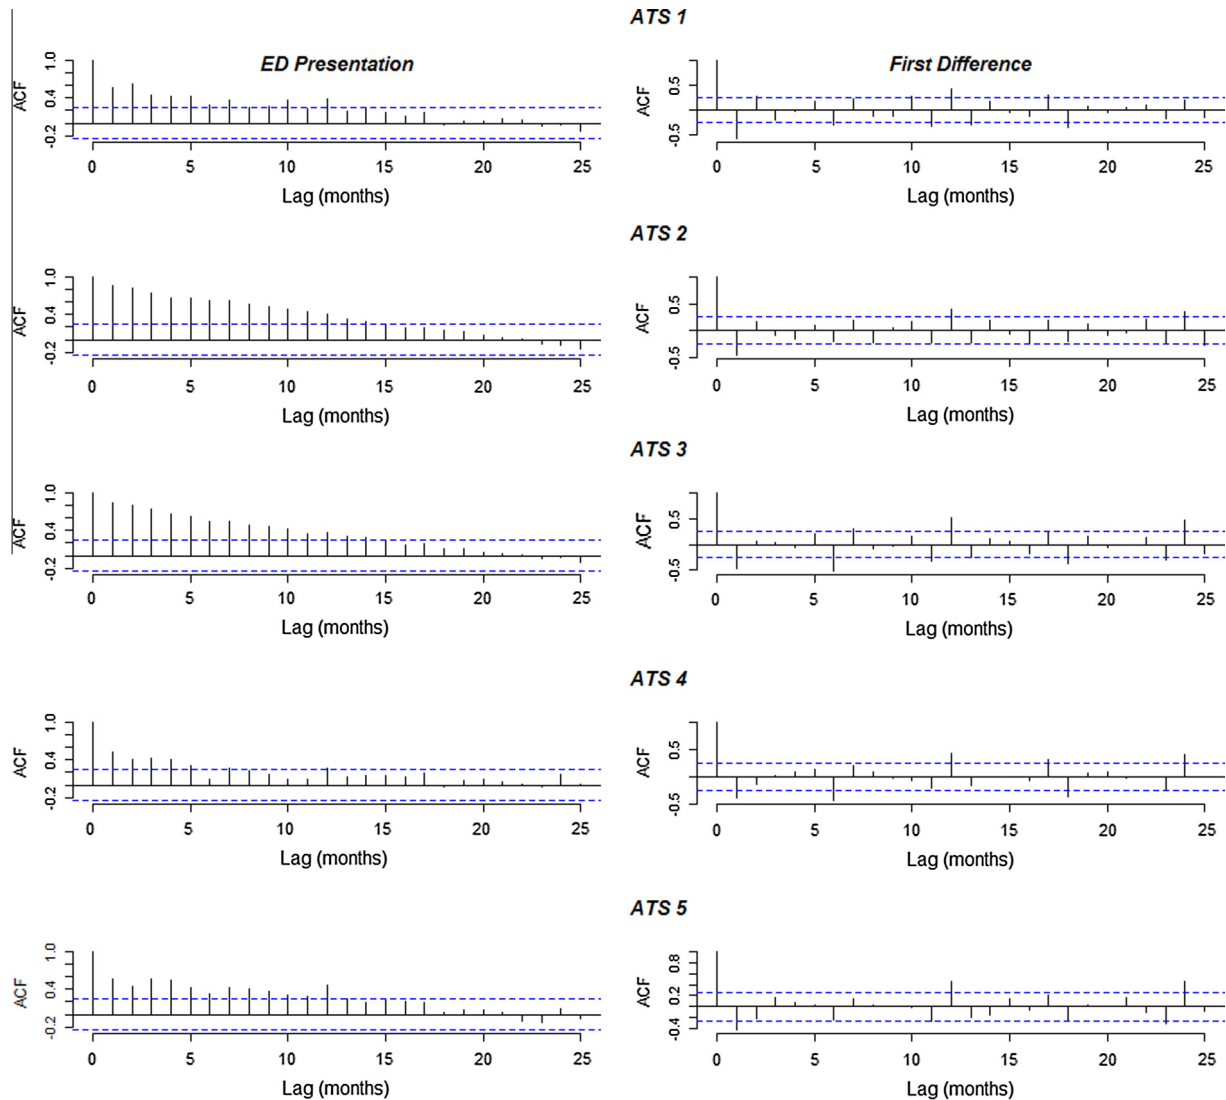 ATS 1
ED Presentation
First Difference
ACF
1.0
0.4
-0.2
0 5 10 15 20 25
Lag (months)
ACF
0.5
-0.5
0 5 10 15 20 25
Lag (months)
ATS 2
ACF
1.0
0.4
-0.2
0 5 10 15 20 25
Lag (months)
ACF
0.5
-0.5
0 5 10 15 20 25
Lag (months)
ATS 3
ACF
1.0
0.4
-0.2
0 5 10 15 20 25
Lag (months)
ACF
0.5
-0.5
0 5 10 15 20 25
Lag (months)
ATS 4
ACF
1.0
0.4
-0.2
0 5 10 15 20 25
Lag (months)
ACF
0.5
-0.5
0 5 10 15 20 25
Lag (months)
ATS 5
ACF
1.0
0.4
-0.2
0 5 10 15 20 25
Lag (months)
ACF
0.8
0.2
-0.4
0 5 10 15 20 25
Lag (months)